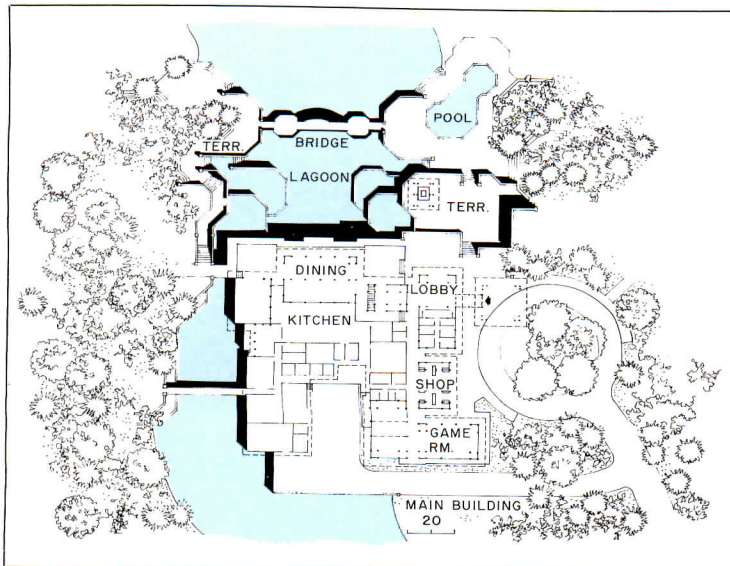 POOL
TERR.
BRIDGE
LAGOON
TERR.
DINING
LOBBY
KITCHEN
SHOP
GAME
RM.
MAIN BUILDING
20